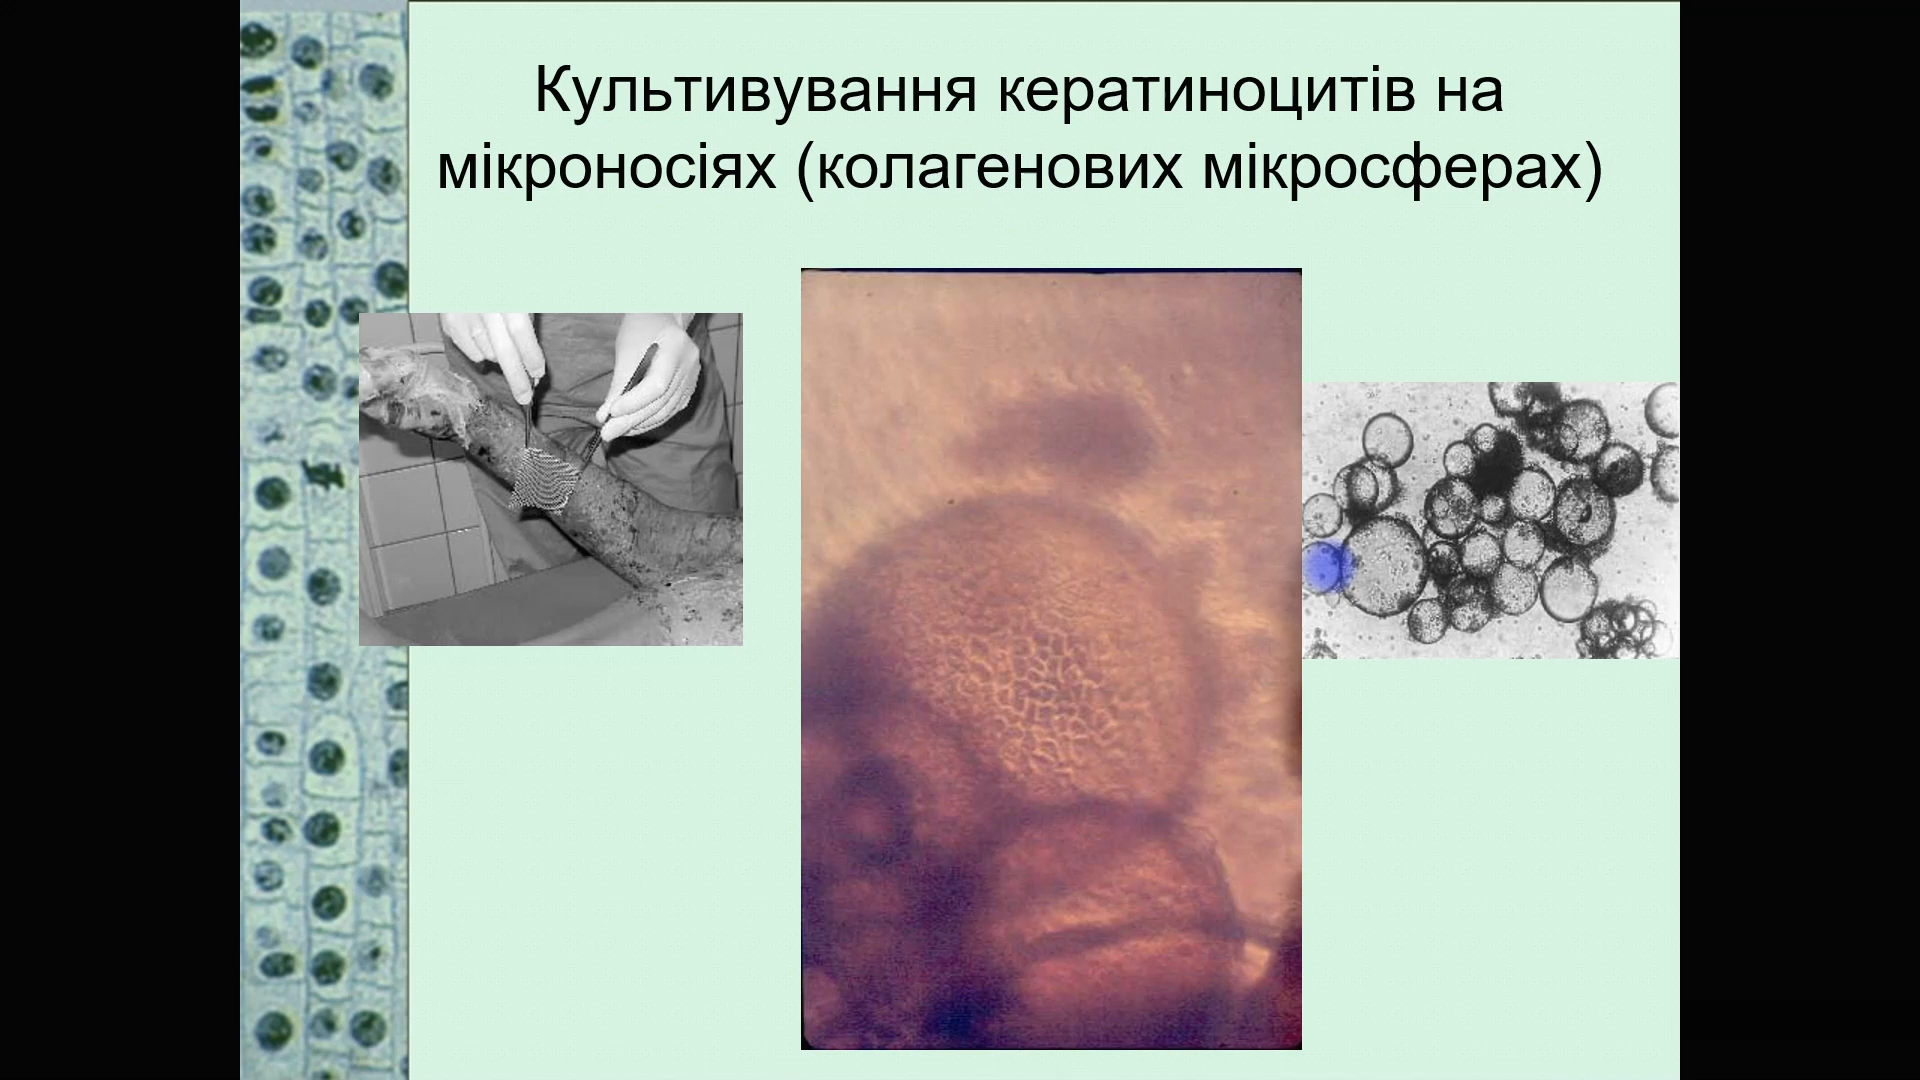 Культивування кератиноцитів на
мікроносіях (колагенових мікросферах)